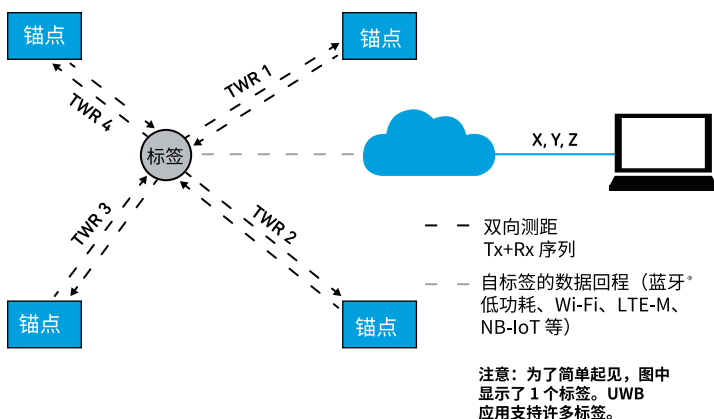 锚点
锚点
TWR 1
TWR 4
标签
X, Y, Z
TWR 3
TWR 2
双向测距
Tx+Rx 序列
自标签的数据回程（蓝牙®
低功耗、Wi-Fi、LTE-M、
NB-IoT 等）
锚点
锚点
注意：为了简单起见，图中
显示了 1 个标签。UWB
应用支持许多标签。